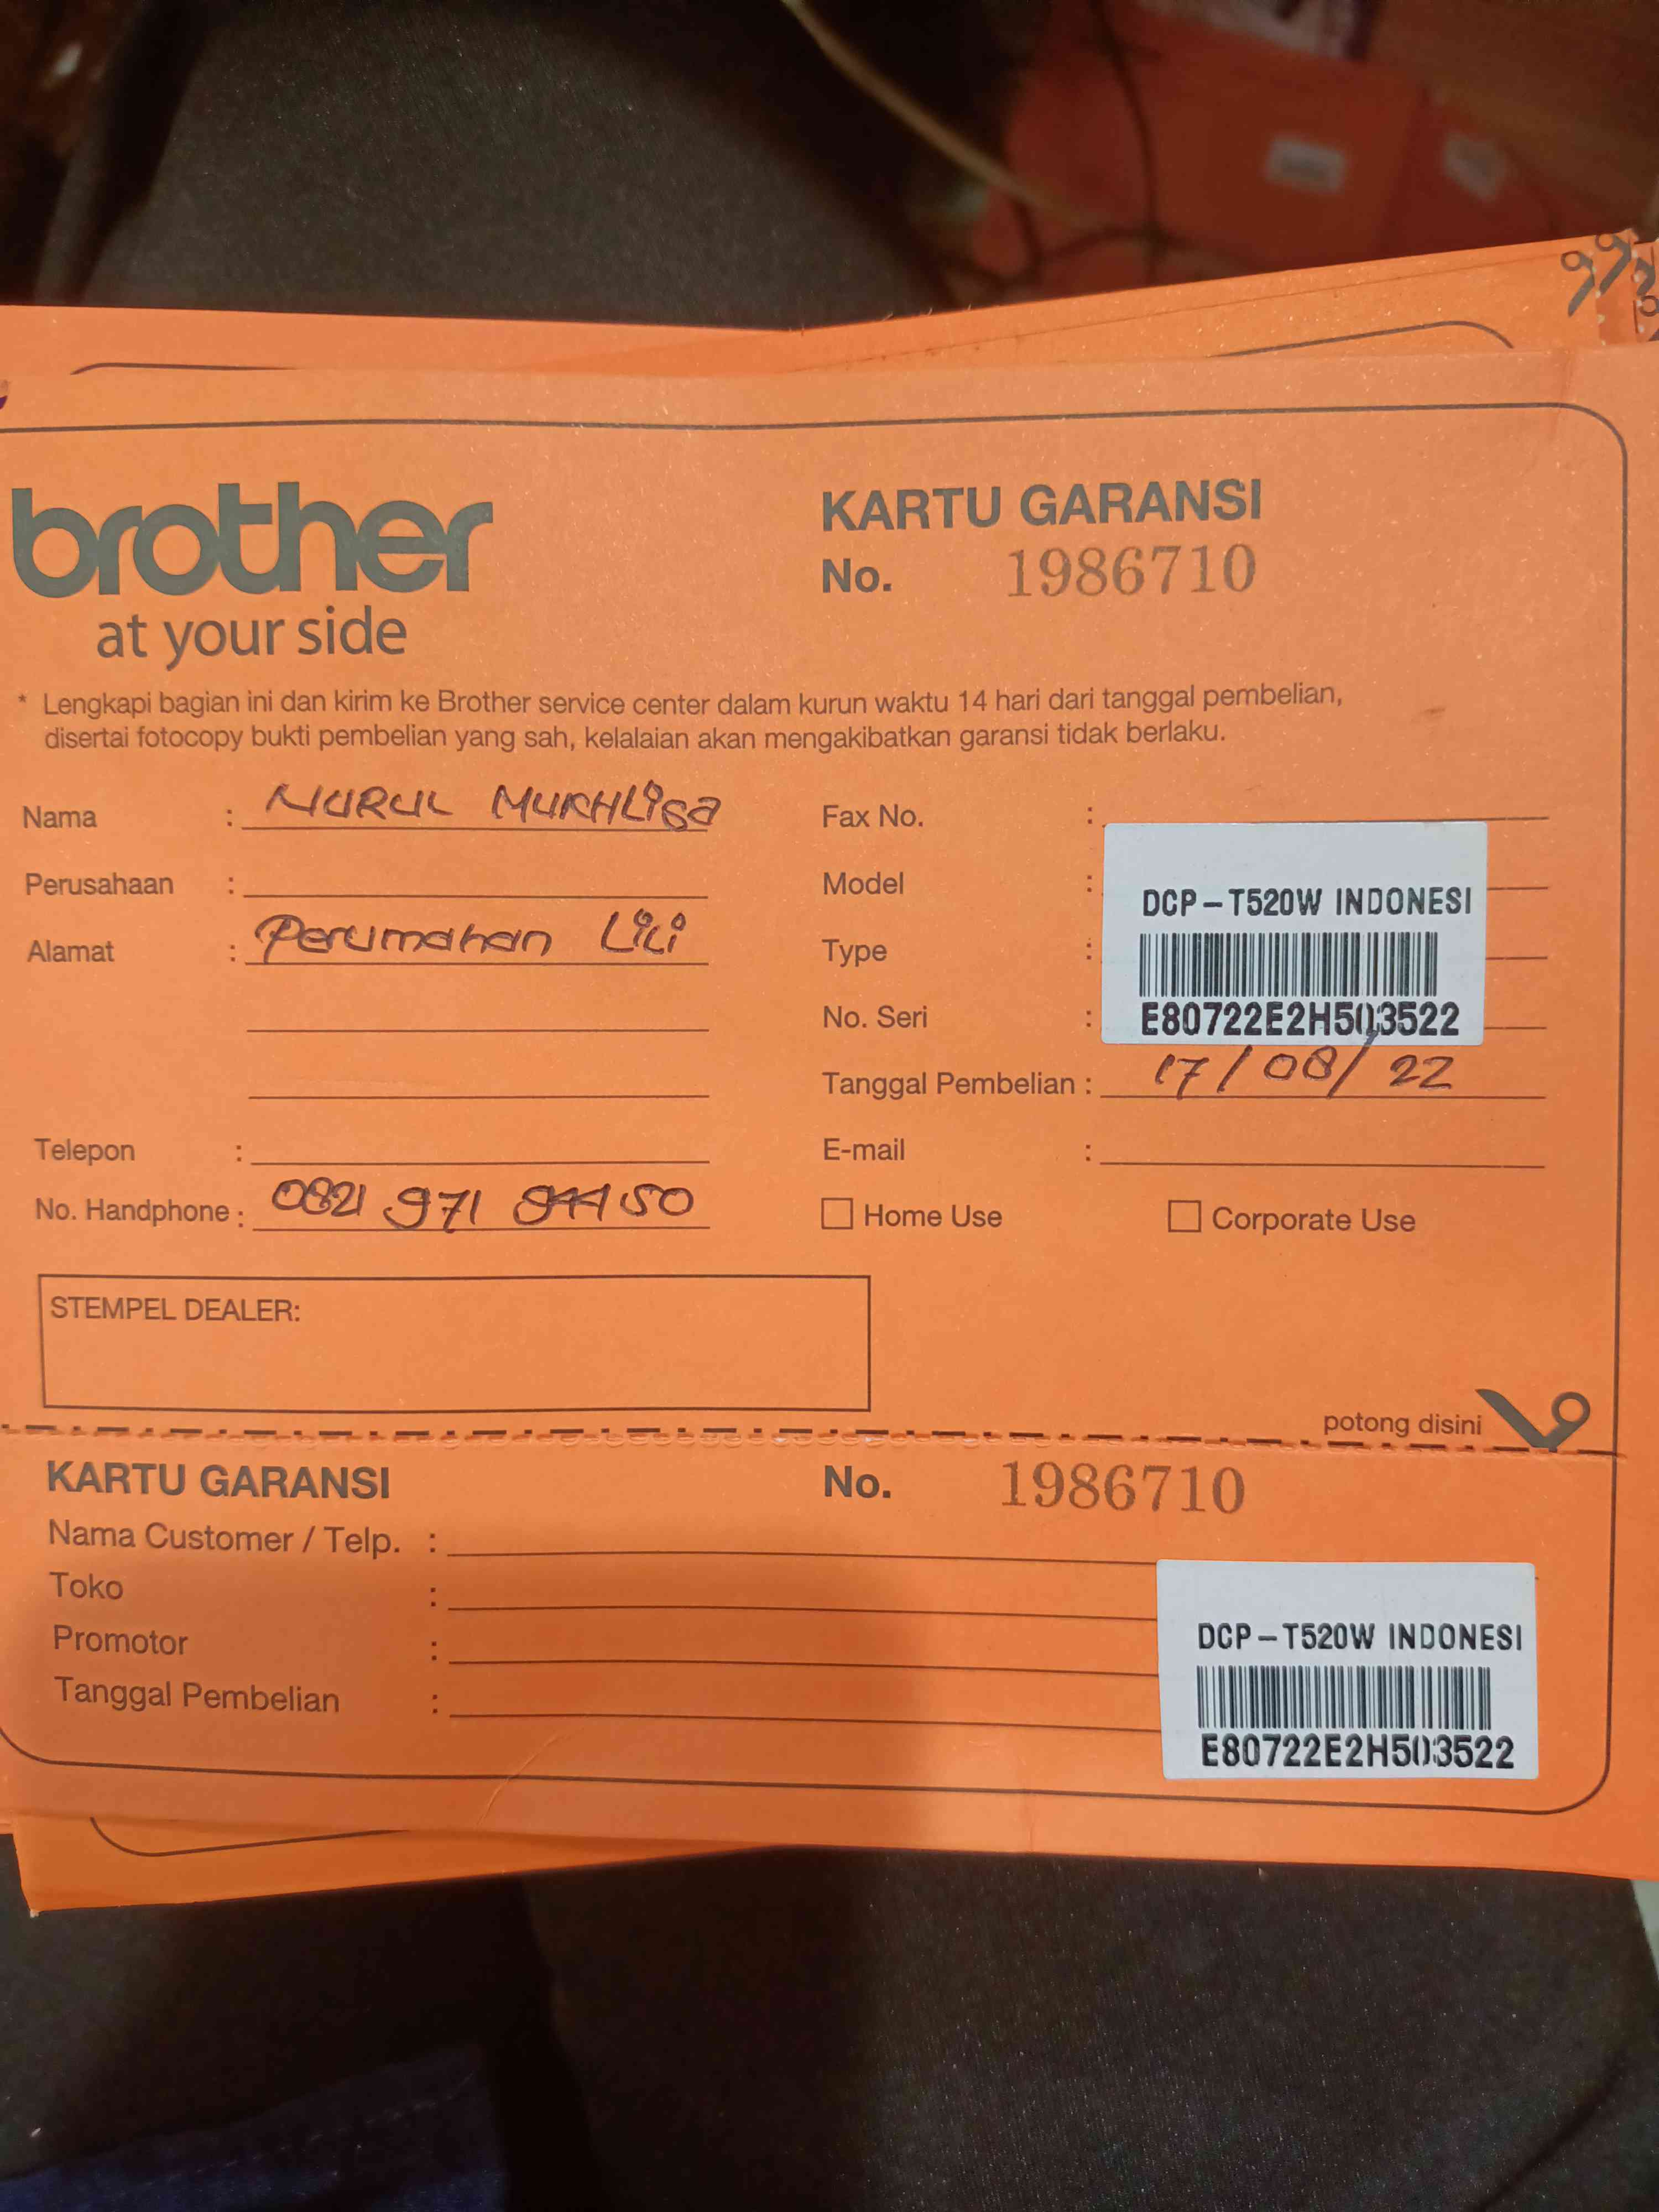 brother
at your side
KARTU GARANSI
No. 1986710
* Lengkapi bagian ini dan kirim ke Brother service center dalam kurun waktu 14 hari dari tanggal pembelian,
disertai fotocopy bukti pembelian yang sah, kelalaian akan mengakibatkan garansi tidak berlaku.
Nama : NURUL MUKHLiSa
Perusahaan :
Alamat : Perumahan Lili
Telepon :
No. Handphone : 0821 971
Fax No. :
Model : DCP-T520W INDONESI
Type :
No. Seri : E80722E2H503522
Tanggal Pembelian : 17/08/22
E-mail :
Home Use Corporate Use
STEMPEL DEALER:
potong disini
KARTU GARANSI No. 1986710
Nama Customer / Telp. :
Toko :
Promotor :
Tanggal Pembelian :
DCP-T520W INDONESI
E80722E2H503522